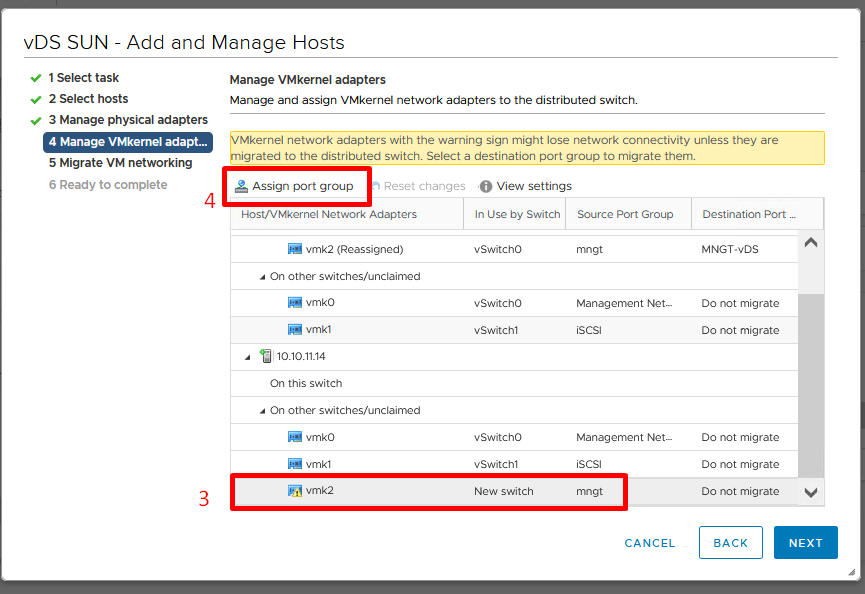 vDS SUN - Add and Manage Hosts
1 Select task
2 Select hosts
3 Manage physical adapters
4 Manage VMkernel adapt...
5 Migrate VM networking
6 Ready to complete
Manage VMkernel adapters
Manage and assign VMkernel network adapters to the distributed switch.
VMkernel network adapters with the warning sign might lose network connectivity unless they are
migrated to the distributed switch. Select a destination port group to migrate them.
4
Assign port group Reset changes View settings
Host/VMkernel Network Adapters In Use by Switch Source Port Group Destination Port ...
vmk2 (Reassigned) vSwitch0 mngt MNGT-vDS
On other switches/unclaimed
vmk0 vSwitch0 Management Net... Do not migrate
vmk1 vSwitch1 iSCSI Do not migrate
10.10.11.14
On this switch
On other switches/unclaimed
vmk0 vSwitch0 Management Net... Do not migrate
vmk1 vSwitch1 iSCSI Do not migrate
3
vmk2 New switch mngt Do not migrate
CANCEL BACK NEXT